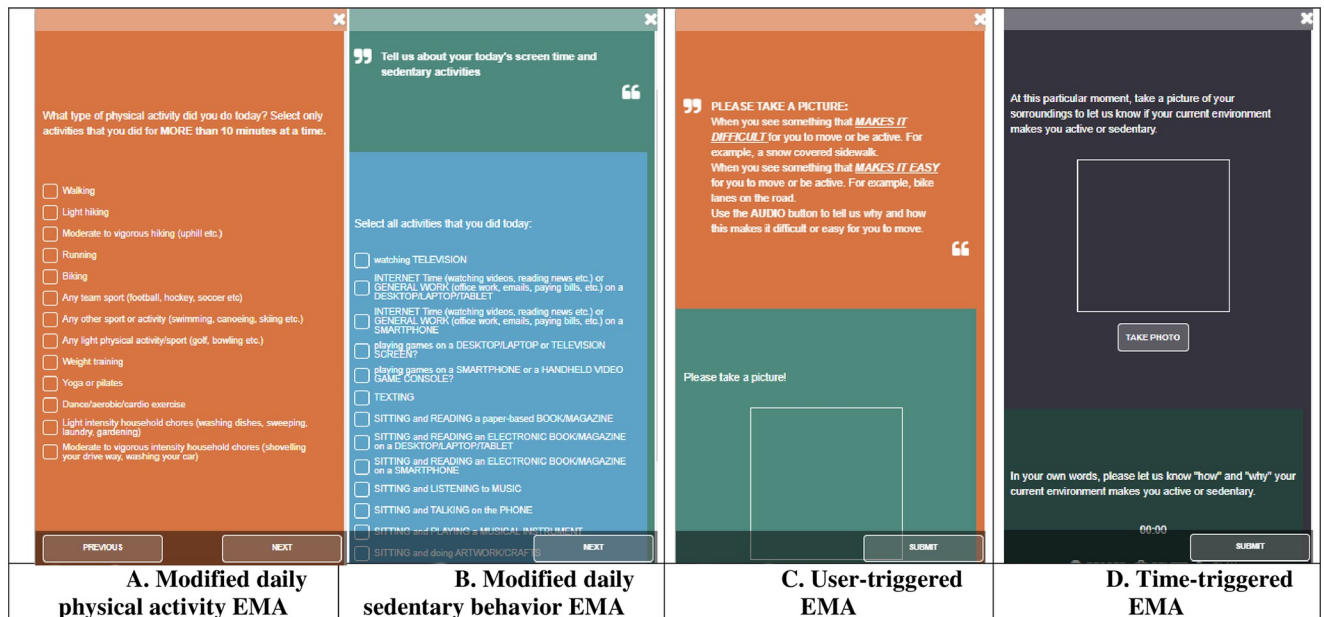 What type of physical activity did you do today? Select only
activities that you did for MORE than 10 minutes at a time.
Walking
Light hiking
Moderate to vigorous hiking (uphill etc.)
Running
Biking
Any team sport (football, hockey, soccer etc)
Any other sport or activity (swimming, canoeing, skiing etc.)
Any light physical activity/sport (golf, bowling etc.)
Weight training
Yoga or pilates
Dance/aerobic/cardio exercise
Light intensity household chores (washing dishes, sweeping,
laundry, gardening)
Moderate to vigorous intensity household chores (shovelling
your drive way, washing your car)
PREVIOUS
NEXT
A. Modified daily
physical activity EMA
Tell us about your today's screen time and
sedentary activities
Select all activities that you did today:
watching TELEVISION
INTERNET Time (watching videos, reading news etc.) or
GENERAL WORK (office work, emails, paying bills, etc.) on a
DESKTOP/LAPTOP/TABLET
INTERNET Time (watching videos, reading news etc.) or
GENERAL WORK (office work, emails, paying bills, etc.) on a
SMARTPHONE
playing games on a DESKTOP/LAPTOP or TELEVISION
SCREEN?
playing games on a SMARTPHONE or a HANDHELD VIDEO
GAME CONSOLE?
TEXTING
SITTING and READING a paper-based BOOK/MAGAZINE
SITTING and READING an ELECTRONIC BOOK/MAGAZINE
on a DESKTOP/LAPTOP/TABLET
SITTING and READING an ELECTRONIC BOOK/MAGAZINE
on a SMARTPHONE
SITTING and LISTENING to MUSIC
SITTING and TALKING on the PHONE
SITTING and PLAYING a MUSICAL INSTRUMENT
SITTING and doing ARTWORK/CRAFTS
NEXT
B. Modified daily
sedentary behavior EMA
PLEASE TAKE A PICTURE:
When you see something that MAKES IT
DIFFICULT for you to move or be active. For
example, a snow covered sidewalk.
When you see something that MAKES IT EASY
for you to move or be active. For example, bike
lanes on the road.
Use the AUDIO button to tell us why and how
this makes it difficult or easy for you to move.
Please take a picture!
SUBMIT
C. User-triggered
EMA
At this particular moment, take a picture of your
sorroundings to let us know if your current environment
makes you active or sedentary.
TAKE PHOTO
In your own words, please let us know "how" and "why" your
current environment makes you active or sedentary.
00:00
SUBMIT
D. Time-triggered
EMA